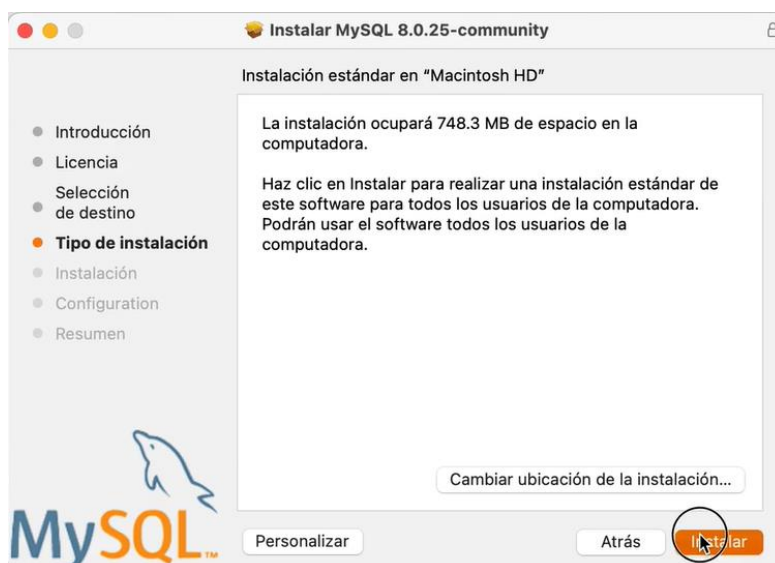 Instalar MySQL 8.0.25-community
Instalación estándar en “Macintosh HD”
Introducción
Licencia
Selección
de destino
Tipo de instalación
Instalación
Configuration
Resumen
La instalación ocupará 748.3 MB de espacio en la
computadora.
Haz clic en Instalar para realizar una instalación estándar de
este software para todos los usuarios de la computadora.
Podrán usar el software todos los usuarios de la
computadora.
Cambiar ubicación de la instalación...
MySQL™
Personalizar
Atrás
Instalar